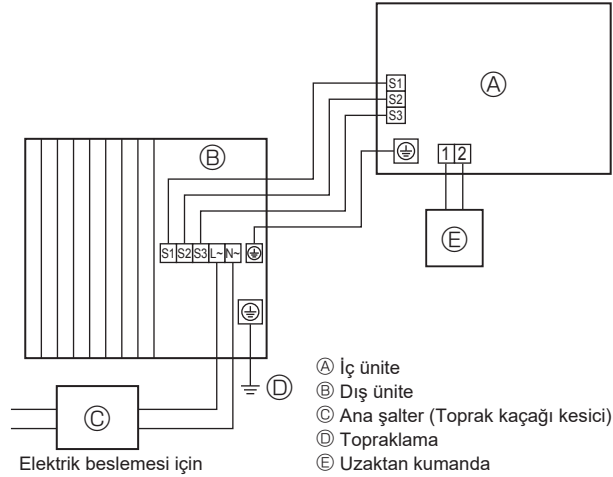 S1
S2
S3
Ⓐ
1 2
Ⓑ
Ⓔ
S1 S2 S3 L~ N~
Ⓓ
Ⓒ
Elektrik beslemesi için
Ⓐ İç ünite
Ⓑ Dış ünite
Ⓒ Ana şalter (Toprak kaçağı kesici)
Ⓓ Topraklama
Ⓔ Uzaktan kumanda